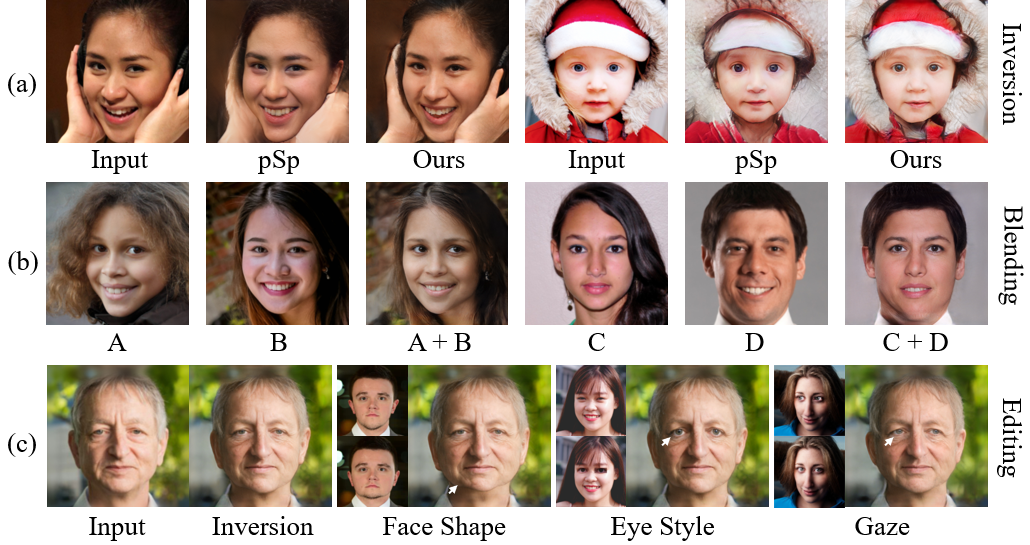 (a)
Input
pSp
Ours
Input
pSp
Ours
Inversion
(b)
A
B
A + B
C
D
C + D
Blending
(c)
Input
Inversion
Face Shape
Eye Style
Gaze
Editing